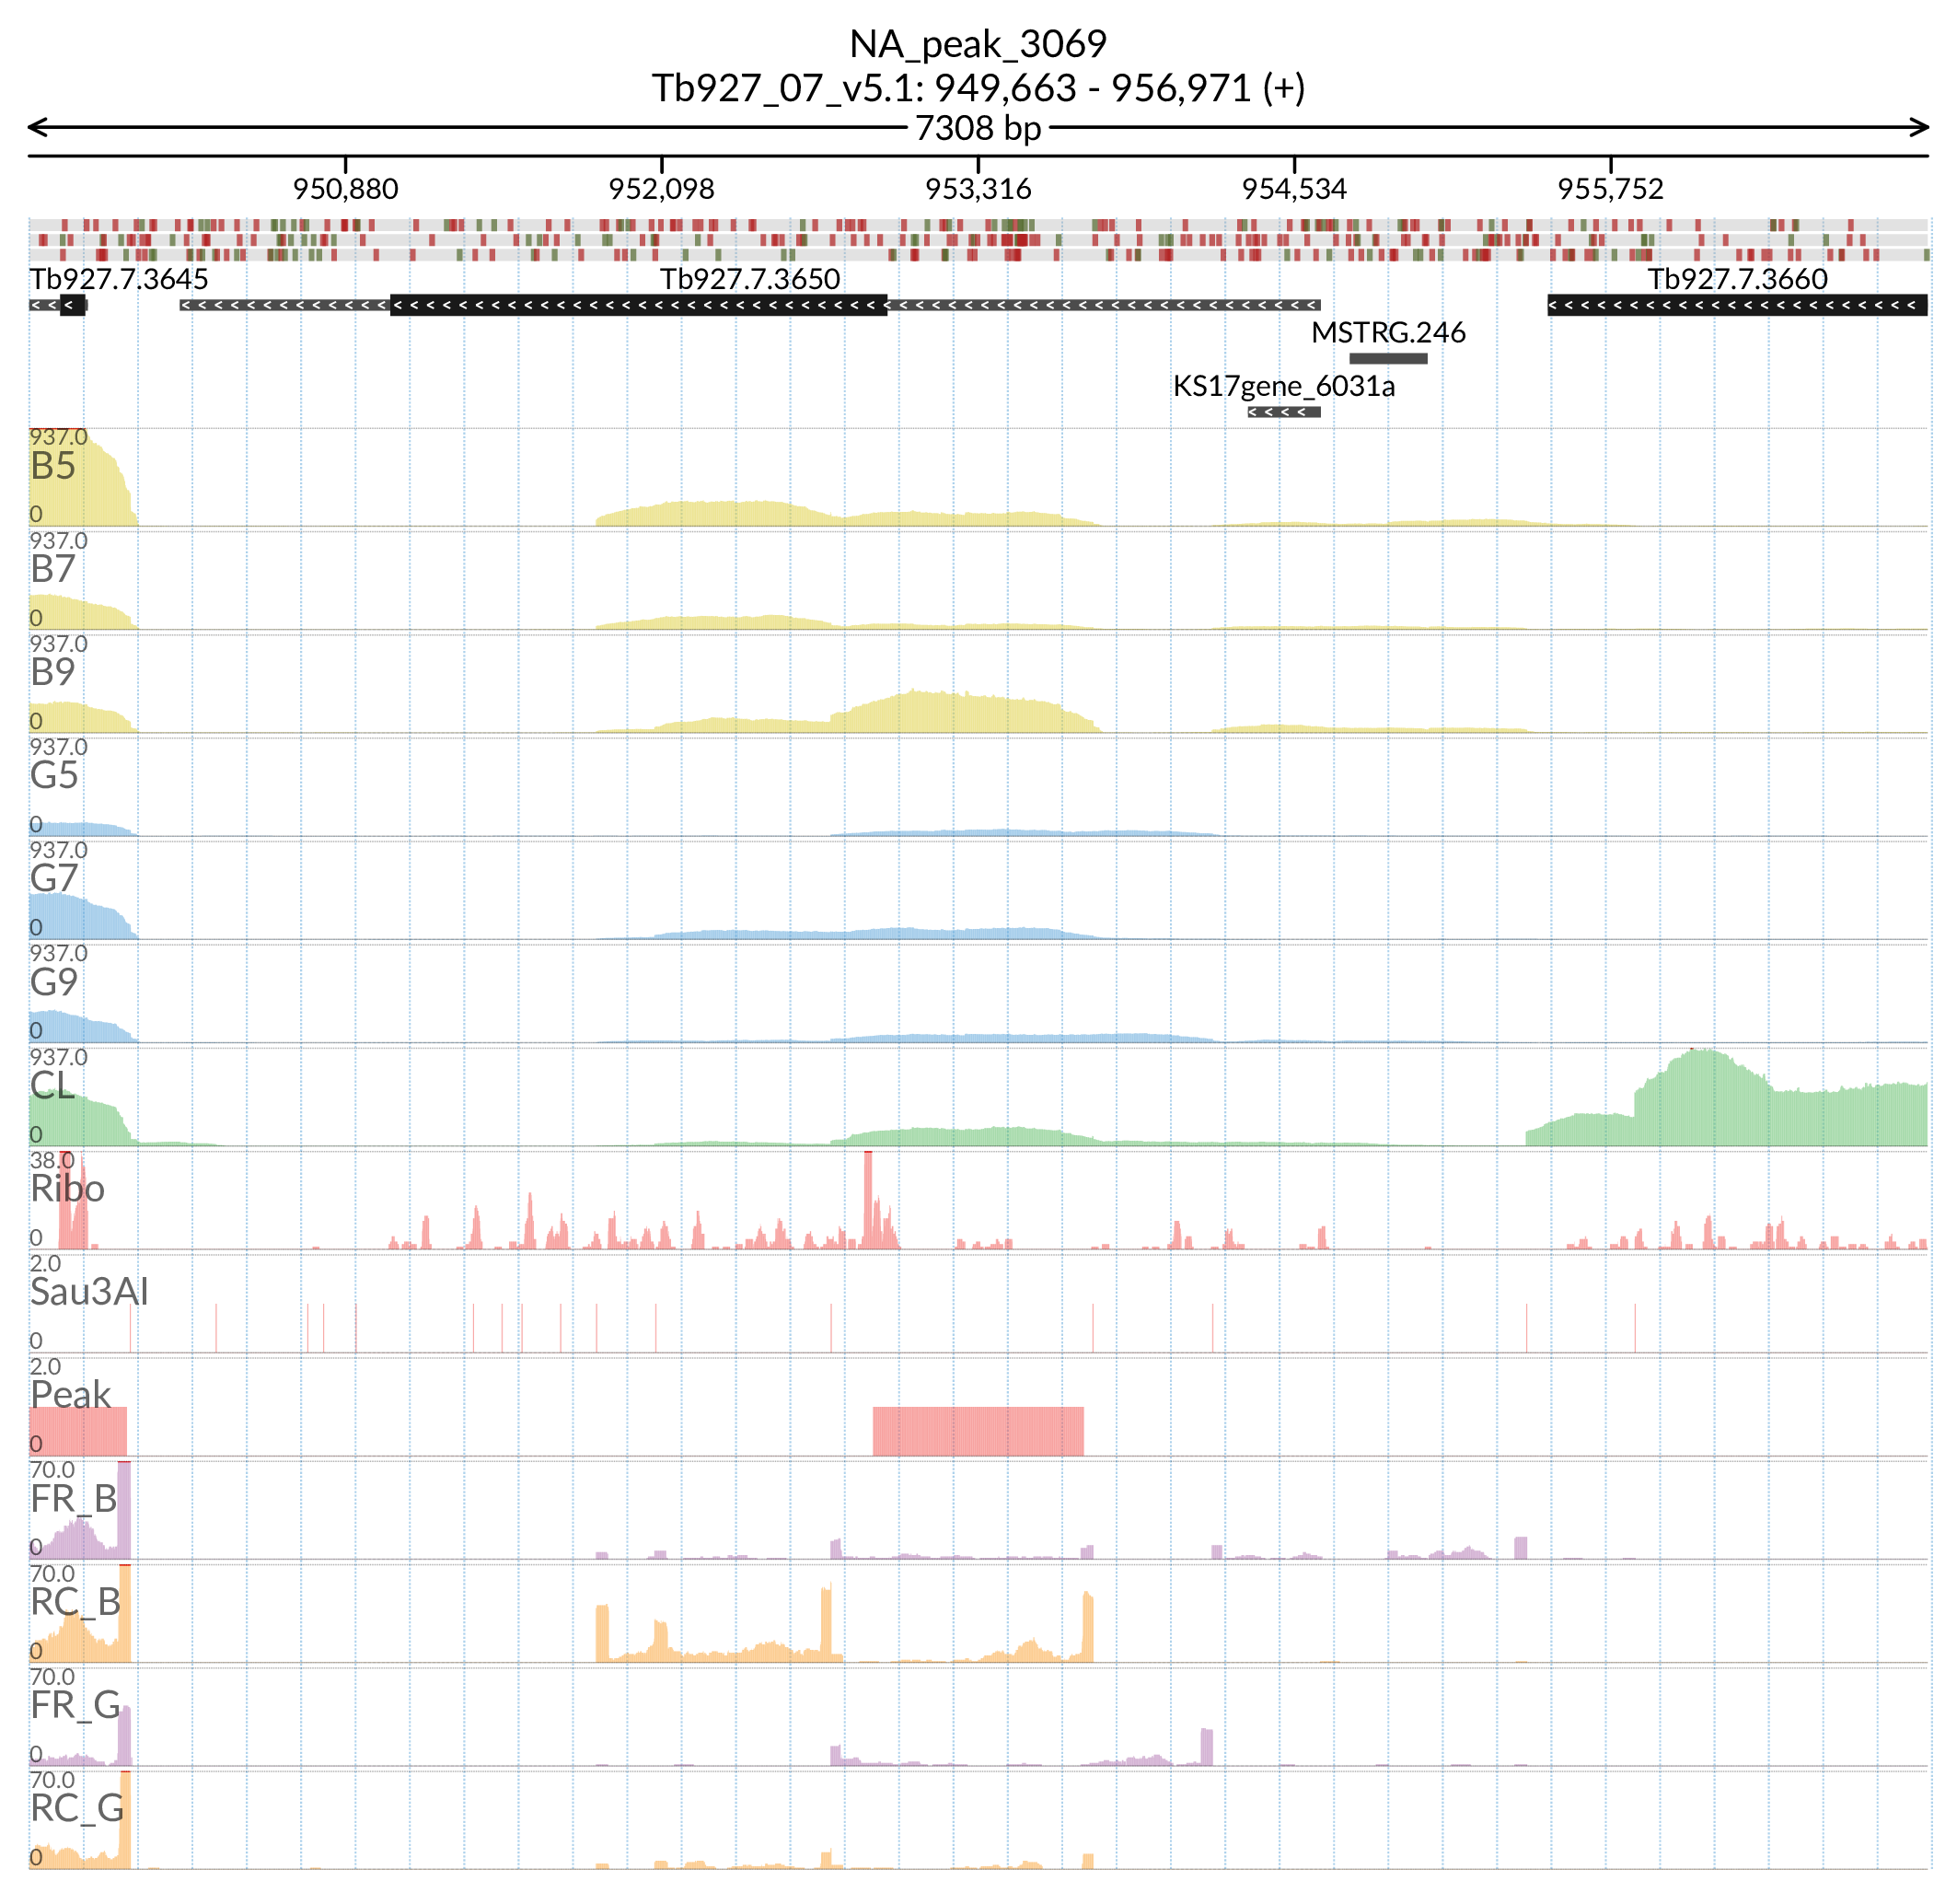 NA_peak_3069
Tb927_07_v5.1: 949,663 - 956,971 (+)
7308 bp
950,880 952,098 953,316 954,534 955,752
Tb927.7.3645 Tb927.7.3650 Tb927.7.3660
MSTRG.246
KS17gene_6031a
937.0
B5
0
937.0
B7
0
937.0
B9
0
937.0
G5
0
937.0
G7
0
937.0
G9
0
937.0
CL
0
38.0
Ribo
0
2.0
Sau3AI
0
2.0
Peak
0
70.0
FR_B
0
70.0
RC_B
0
70.0
FR_G
0
70.0
RC_G
0